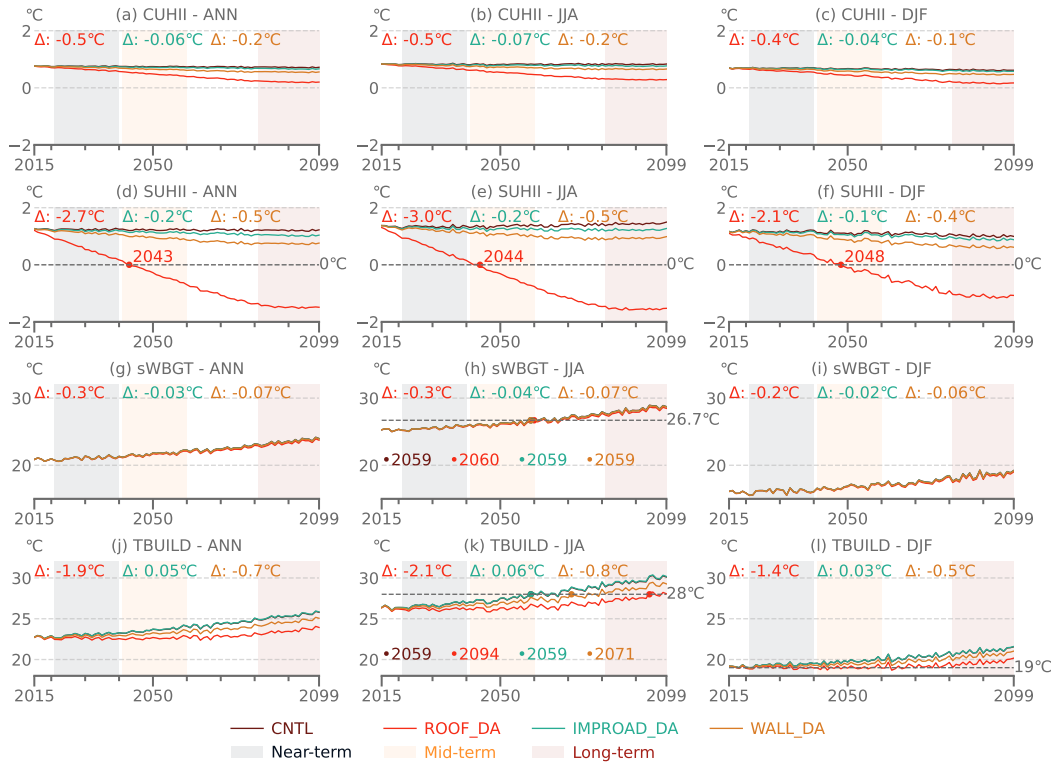 ℃ (a) CUHII - ANN ℃ (b) CUHII - JJA ℃ (c) CUHII - DJF
2 2 2
Δ: -0.5℃ Δ: -0.06℃ Δ: -0.2℃ Δ: -0.5℃ Δ: -0.07℃ Δ: -0.2℃ Δ: -0.4℃ Δ: -0.04℃ Δ: -0.1℃
0 0 0
−2 −2 −2
2015 2050 2099 2015 2050 2099 2015 2050 2099
℃ (d) SUHII - ANN ℃ (e) SUHII - JJA ℃ (f) SUHII - DJF
2 2 2
Δ: -2.7℃ Δ: -0.2℃ Δ: -0.5℃ Δ: -3.0℃ Δ: -0.2℃ Δ: -0.5℃ Δ: -2.1℃ Δ: -0.1℃ Δ: -0.4℃
2043 2044 2048
0 0℃ 0 0℃ 0 0℃
−2 −2 −2
2015 2050 2099 2015 2050 2099 2015 2050 2099
℃ (g) sWBGT - ANN ℃ (h) sWBGT - JJA ℃ (i) sWBGT - DJF
30 30 30
Δ: -0.3℃ Δ: -0.03℃ Δ: -0.07℃ Δ: -0.3℃ Δ: -0.04℃ Δ: -0.07℃ Δ: -0.2℃ Δ: -0.02℃ Δ: -0.06℃
26.7℃
2059 2060 2059 2059
20 20 20
2015 2050 2099 2015 2050 2099 2015 2050 2099
℃ (j) TBUILD - ANN ℃ (k) TBUILD - JJA ℃ (l) TBUILD - DJF
30 30 30
Δ: -1.9℃ Δ: 0.05℃ Δ: -0.7℃ Δ: -2.1℃ Δ: 0.06℃ Δ: -0.8℃ Δ: -1.4℃ Δ: 0.03℃ Δ: -0.5℃
28℃
25 25 25
2059 2094 2059 2071
20 20 20
19℃
2015 2050 2099 2015 2050 2099 2015 2050 2099
CNTL ROOF_DA IMPROAD_DA WALL_DA
Near-term Mid-term Long-term